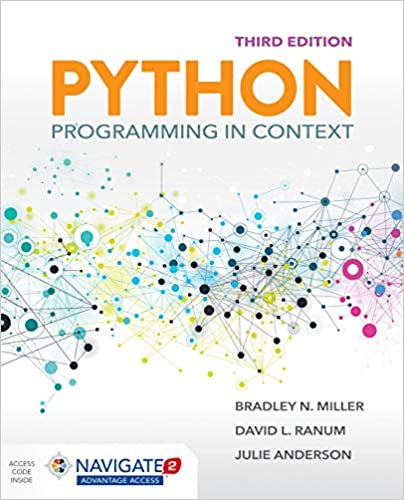 THIRD EDITION
PYTHON
PROGRAMMING IN CONTEXT
BRADLEY N. MILLER
DAVID L. RANUM
JULIE ANDERSON
ACCESS
CODE
INSIDE
NAVIGATE 2
ADVANTAGE ACCESS